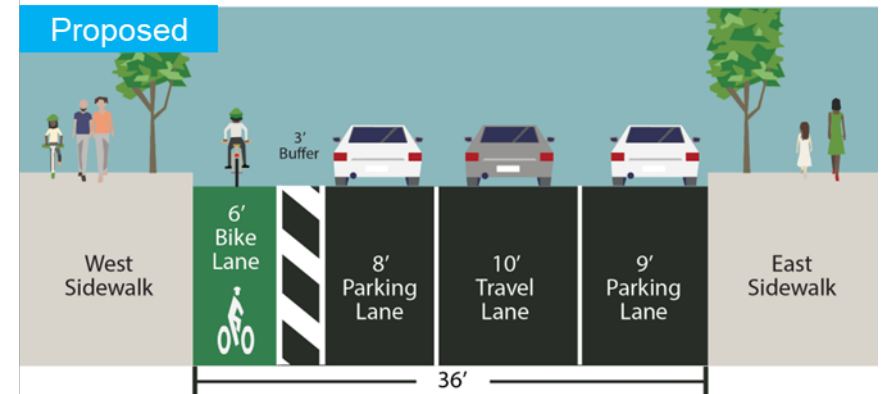 Proposed
3’
Buffer
6’
Bike
Lane
West
Sidewalk
8’
Parking
Lane
10’
Travel
Lane
9’
Parking
Lane
East
Sidewalk
36’